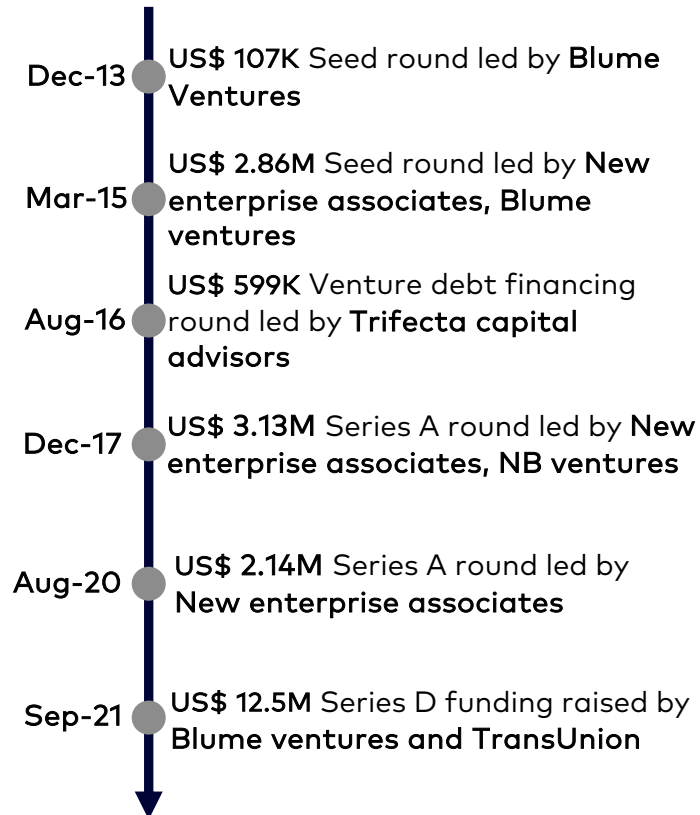 Dec-13
US$ 107K Seed round led by Blume
Ventures
Mar-15
US$ 2.86M Seed round led by New
enterprise associates, Blume
ventures
Aug-16
US$ 599K Venture debt financing
round led by Trifecta capital
advisors
Dec-17
US$ 3.13M Series A round led by New
enterprise associates, NB ventures
Aug-20
US$ 2.14M Series A round led by
New enterprise associates
Sep-21
US$ 12.5M Series D funding raised by
Blume ventures and TransUnion